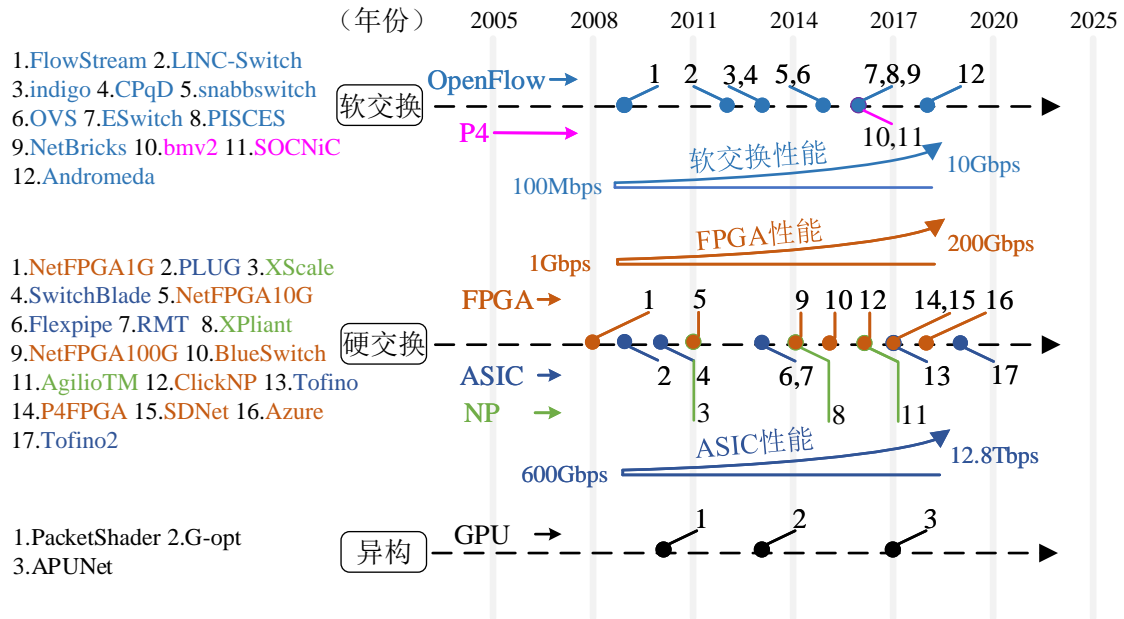 （年份） 2005 2008 2011 2014 2017 2020 2025
1.FlowStream 2.LINC-Switch
3.indigo 4.CPqD 5.snabbswitch
6.OVS 7.ESwitch 8.PISCES
9.NetBricks 10.bmv2 11.SOCNiC
12.Andromeda
软交换
OpenFlow
1 2 3,4 5,6 7,8,9 12
P4
10,11
软交换性能
100Mbps
10Gbps
FPGA性能
1Gbps
200Gbps
1.NetFPGA1G 2.PLUG 3.XScale
4.SwitchBlade 5.NetFPGA10G
6.Flexpipe 7.RMT 8.XPliant
9.NetFPGA100G 10.BlueSwitch
11.AgilioTM 12.ClickNP 13.Tofino
14.P4FPGA 15.SDNet 16.Azure
17.Tofino2
硬交换
FPGA
1 5 9 10 12 14,15 16
ASIC
2 4 6,7 13 17
NP
3 8 11
ASIC性能
600Gbps
12.8Tbps
1.PacketShader 2.G-opt
3.APUNet
异构
GPU
1 2 3